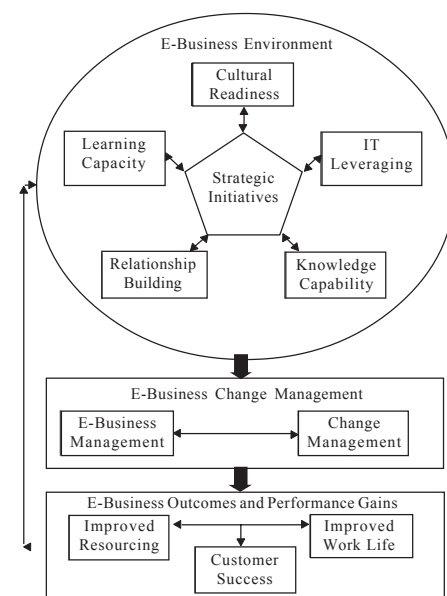 E-Business Environment
Cultural
Readiness
Learning
Capacity
IT
Leveraging
Strategic
Initiatives
Relationship
Building
Knowledge
Capability
E-Business Change Management
E-Business
Management
Change
Management
E-Business Outcomes and Performance Gains
Improved
Resourcing
Improved
Work Life
Customer
Success